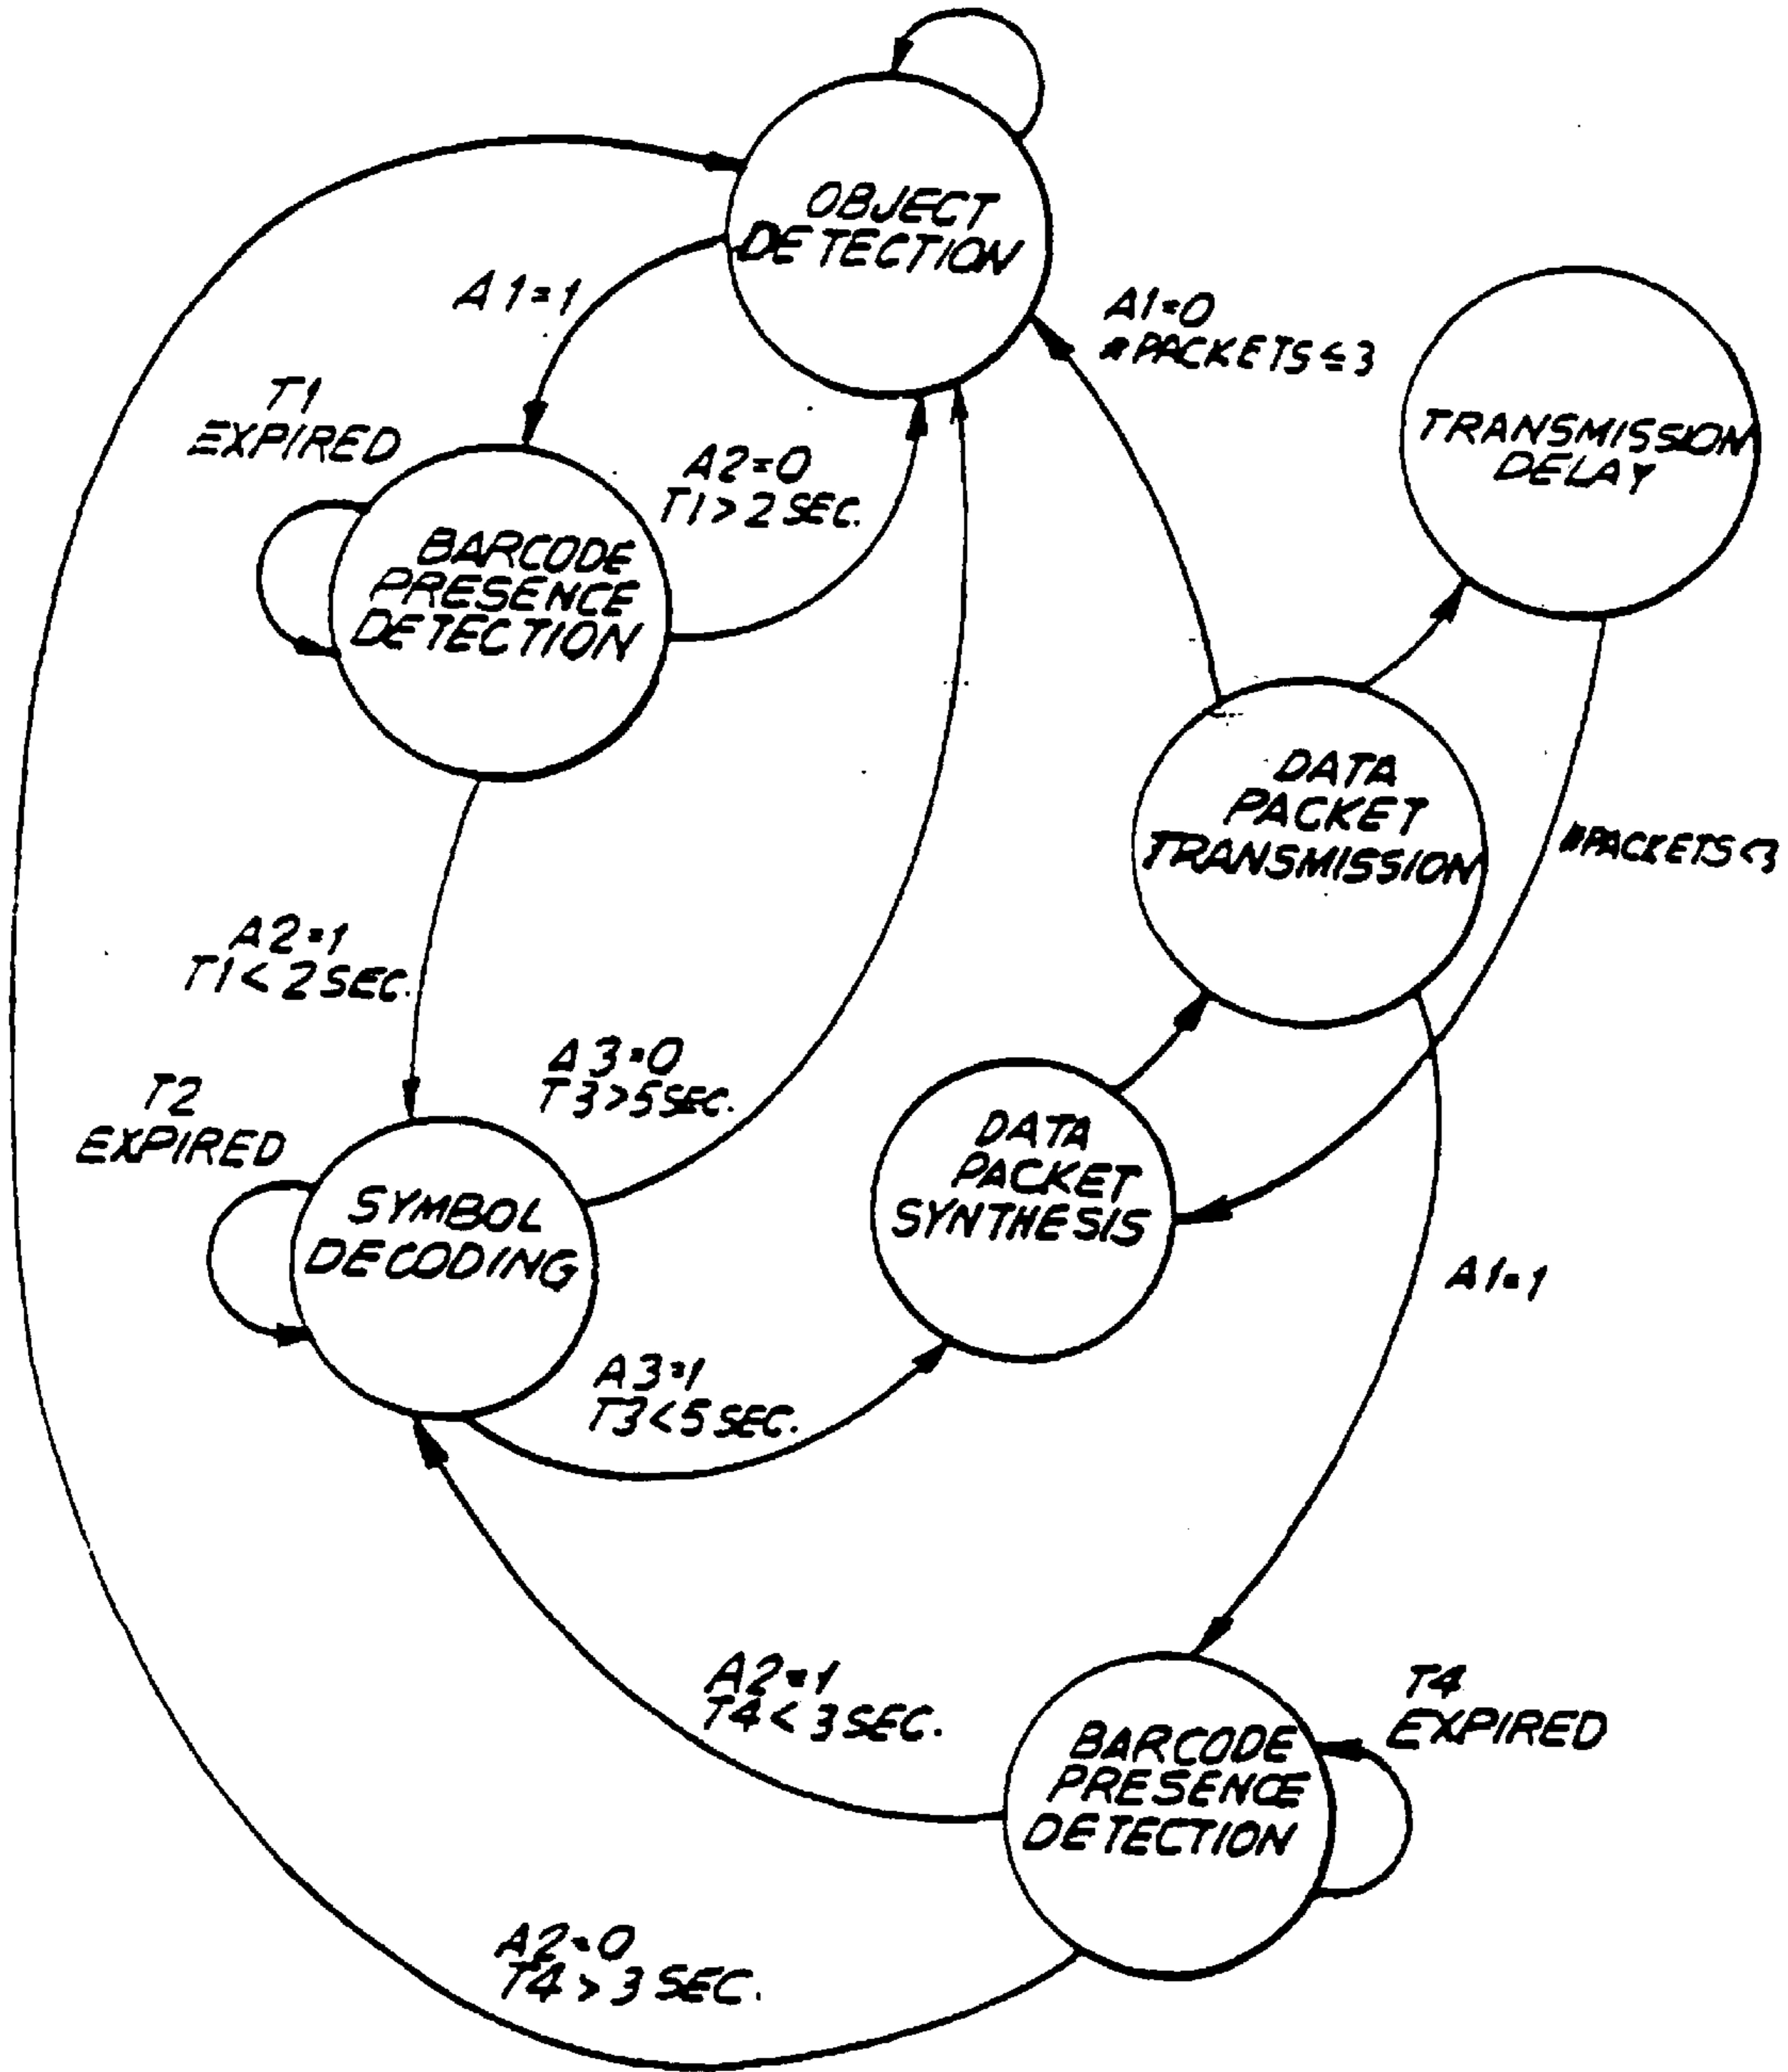 OBJECT
DETECTION
A1=1
A1=0
#PACKETS≤3
TRANSMISSION
DELAY
T1
EXPIRED
A2=0
T1>2 SEC.
BARCODE
PRESENCE
DETECTION
DATA
PACKET
TRANSMISSION
#PACKETS<3
A2=1
T1<2 SEC.
A3=0
T3>5 SEC.
T2
EXPIRED
DATA
PACKET
SYNTHESIS
SYMBOL
DECODING
A1=1
A3=1
T3<5 SEC.
A2=1
T4<3 SEC.
T4
EXPIRED
BARCODE
PRESENCE
DETECTION
A2=0
T4>3 SEC.